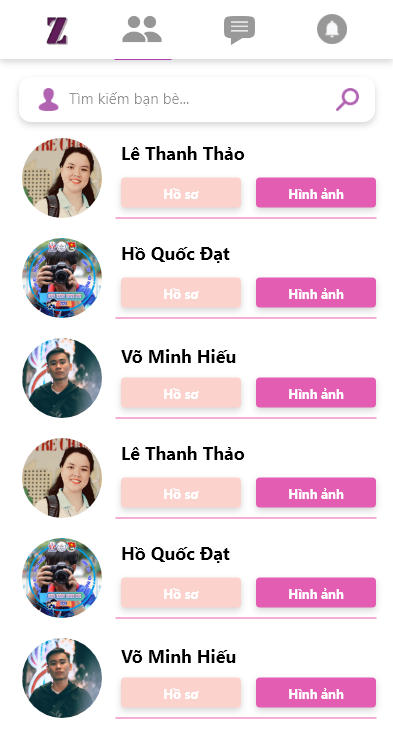 Z
Tìm kiếm bạn bè...
Lê Thanh Thảo
Hồ sơ
Hình ảnh
Hồ Quốc Đạt
Hồ sơ
Hình ảnh
Võ Minh Hiếu
Hồ sơ
Hình ảnh
Lê Thanh Thảo
Hồ sơ
Hình ảnh
Hồ Quốc Đạt
Hồ sơ
Hình ảnh
Võ Minh Hiếu
Hồ sơ
Hình ảnh